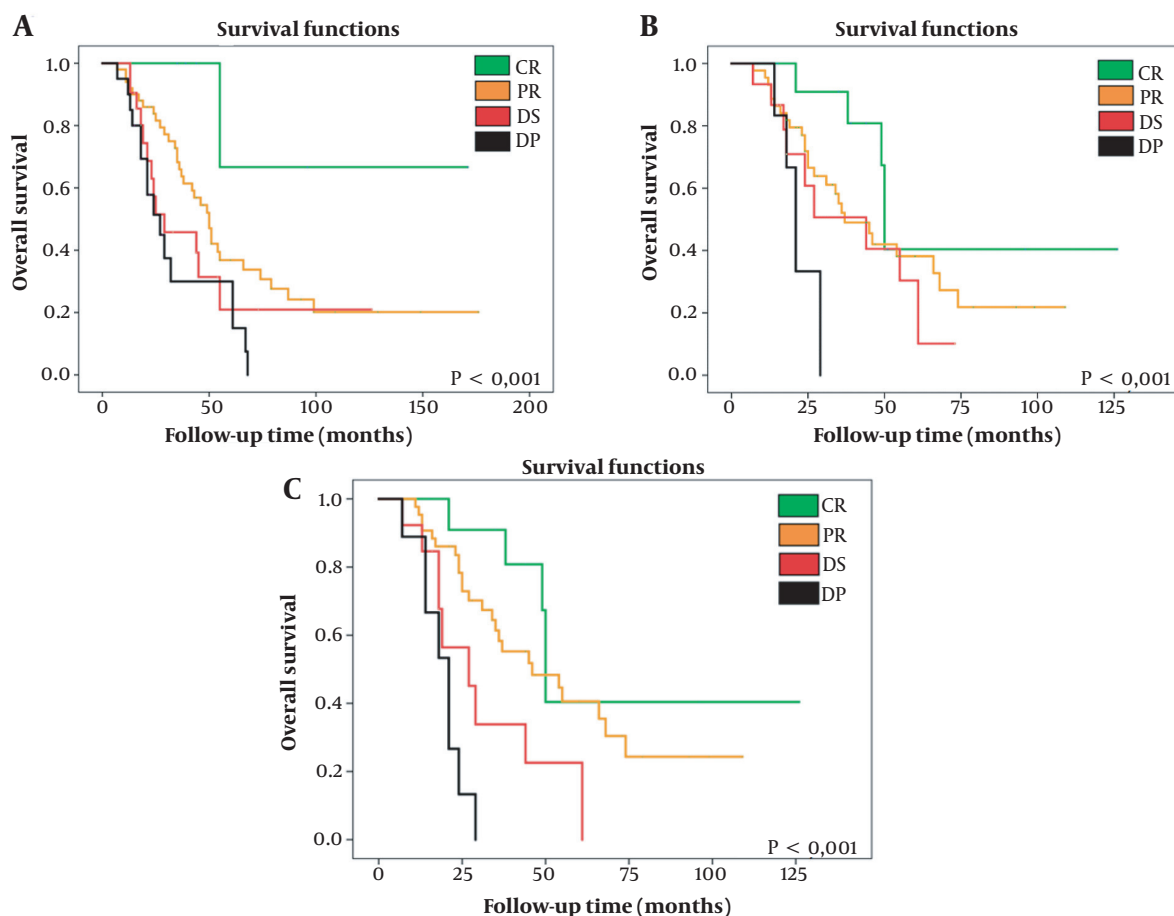 A
Survival functions
CR
PR
DS
DP
1.0
0.8
0.6
0.4
0.2
0.0
Overall survival
P < 0,001
0 50 100 150 200
Follow-up time (months)
B
Survival functions
CR
PR
DS
DP
1.0
0.8
0.6
0.4
0.2
0.0
Overall survival
P < 0,001
0 25 50 75 100 125
Follow-up time (months)
C
Survival functions
CR
PR
DS
DP
1.0
0.8
0.6
0.4
0.2
0.0
Overall survival
P < 0,001
0 25 50 75 100 125
Follow-up time (months)